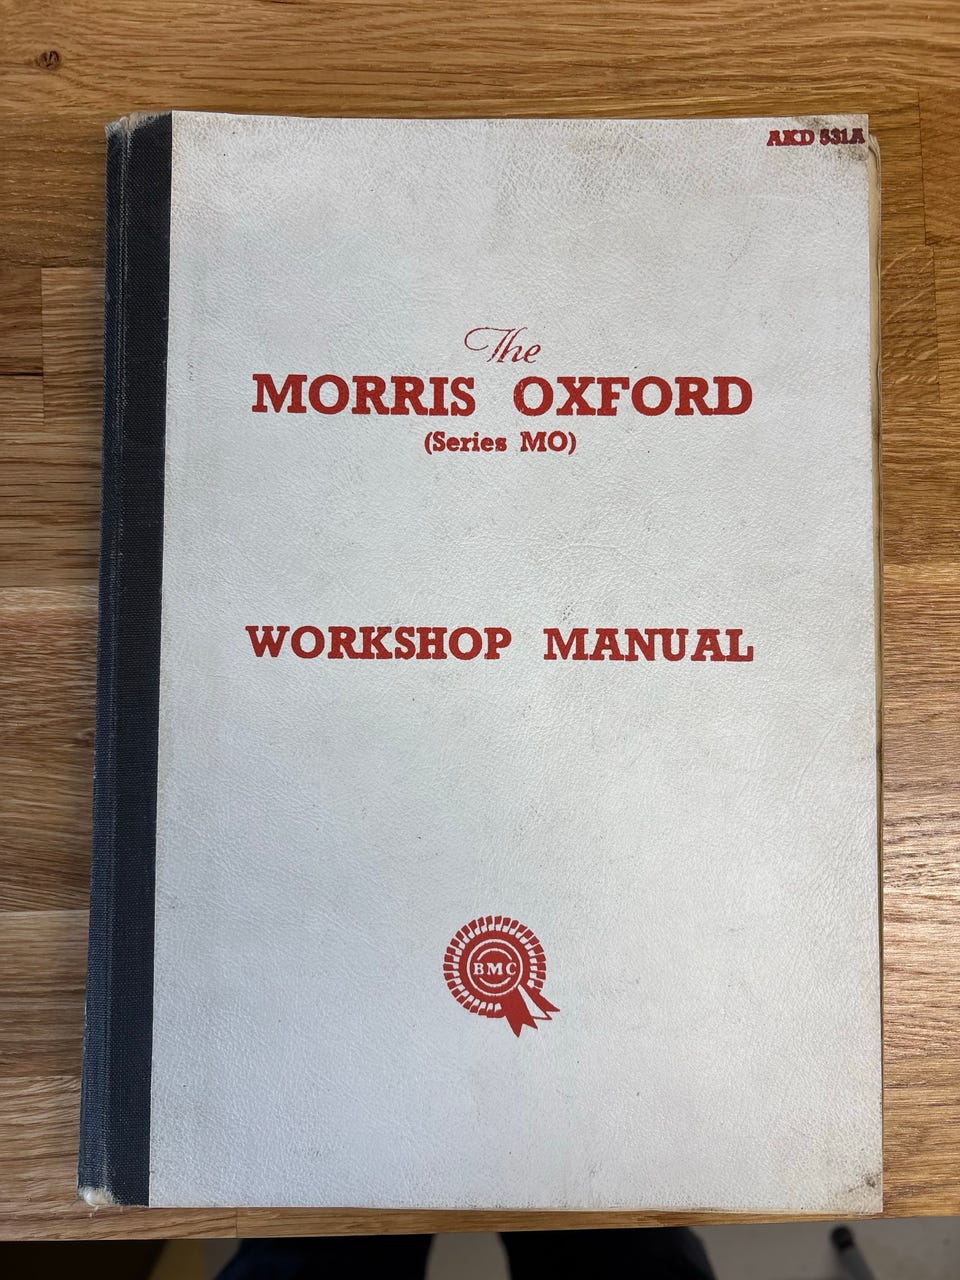 AKD 531A
The
MORRIS OXFORD
(Series MO)
WORKSHOP MANUAL
BMC